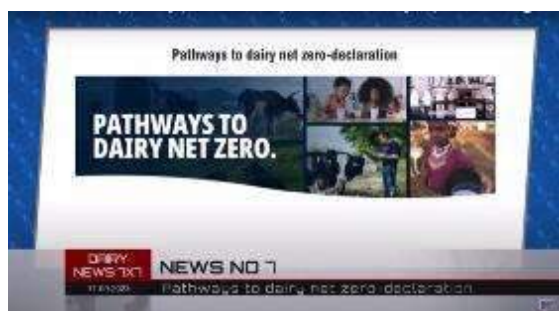 Pathways to dairy net zero-declaration
PATHWAYS TO
DAIRY NET ZERO.
DAIRY
NEWS 7X7
NEWS NO 7
Pathways to dairy net zero-declaration